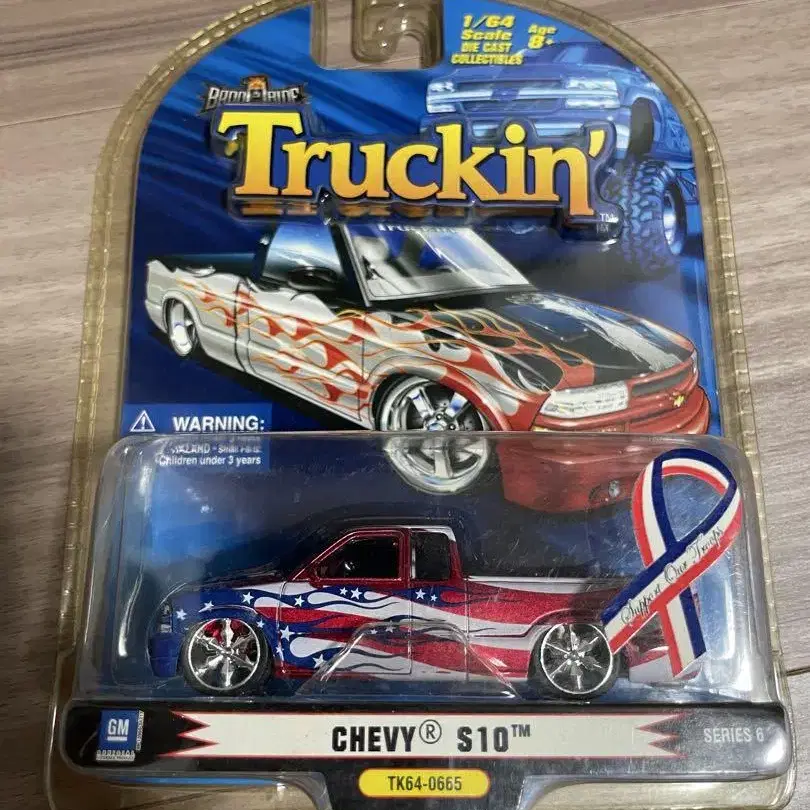 1/64
Scale
DIE CAST
COLLECTIBLES
Age
8+
Truckin'
TM
WARNING:
Children under 3 years
Support Our Troops
GM
CHEVY® S10™
SERIES 6
TK64-0665